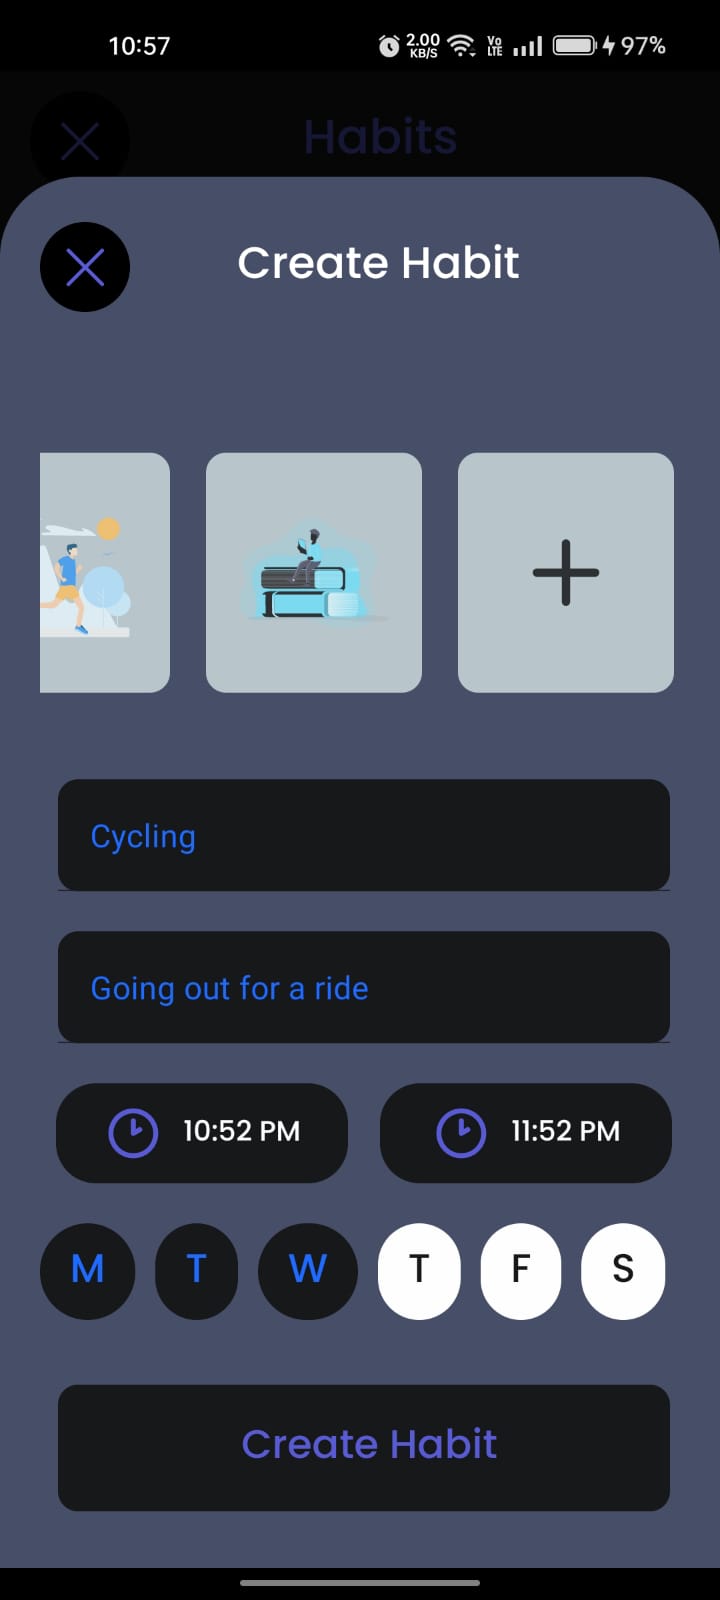 10:57 2.00 KB/S Vo LTE 97%
Habits
Create Habit
Cycling
Going out for a ride
10:52 PM 11:52 PM
M T W T F S
Create Habit